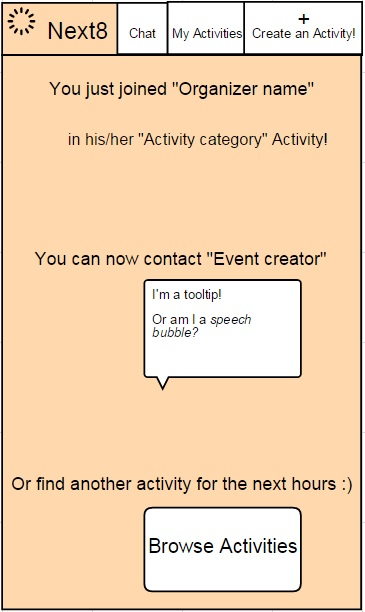 Next8
Chat
My Activities
+
Create an Activity!
You just joined "Organizer name"
in his/her "Activity category" Activity!
You can now contact "Event creator"
I'm a tooltip!
Or am I a speech
bubble?
Or find another activity for the next hours :)
Browse Activities